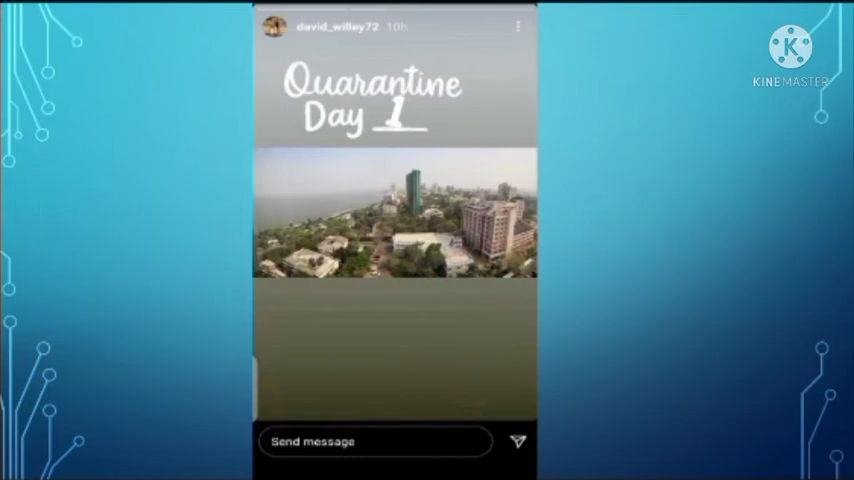 david_willey72 10h
Quarantine
Day 1
Send message
K
KINEMASTER